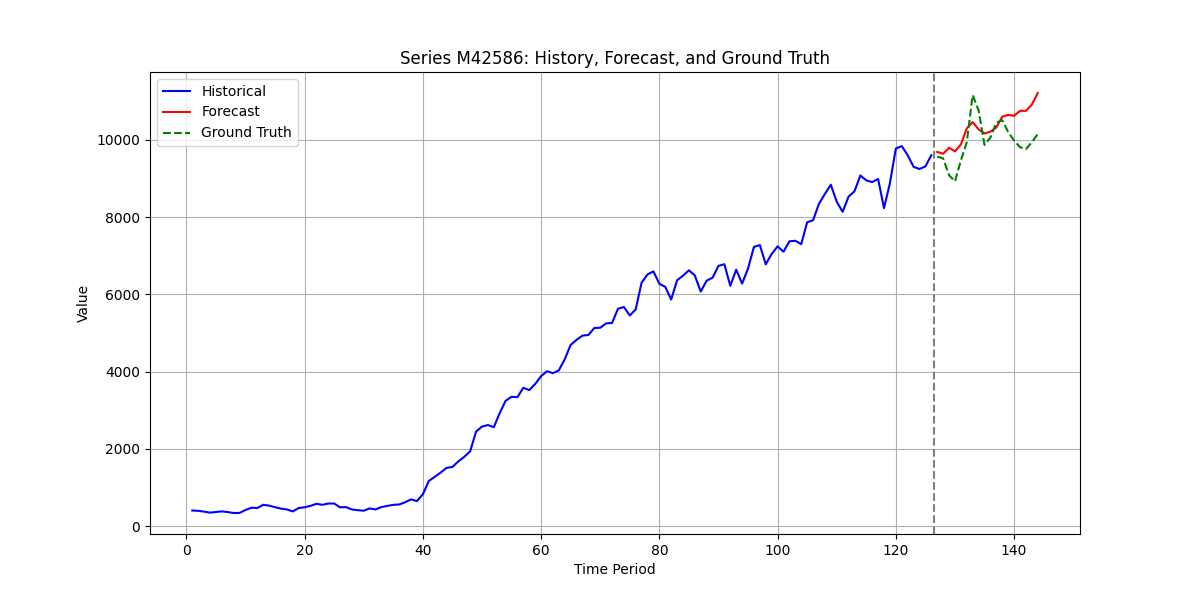 Series M42586: History, Forecast, and Ground Truth
Historical
Forecast
Ground Truth
10000
8000
6000
4000
2000
0
Value
0 20 40 60 80 100 120 140
Time Period